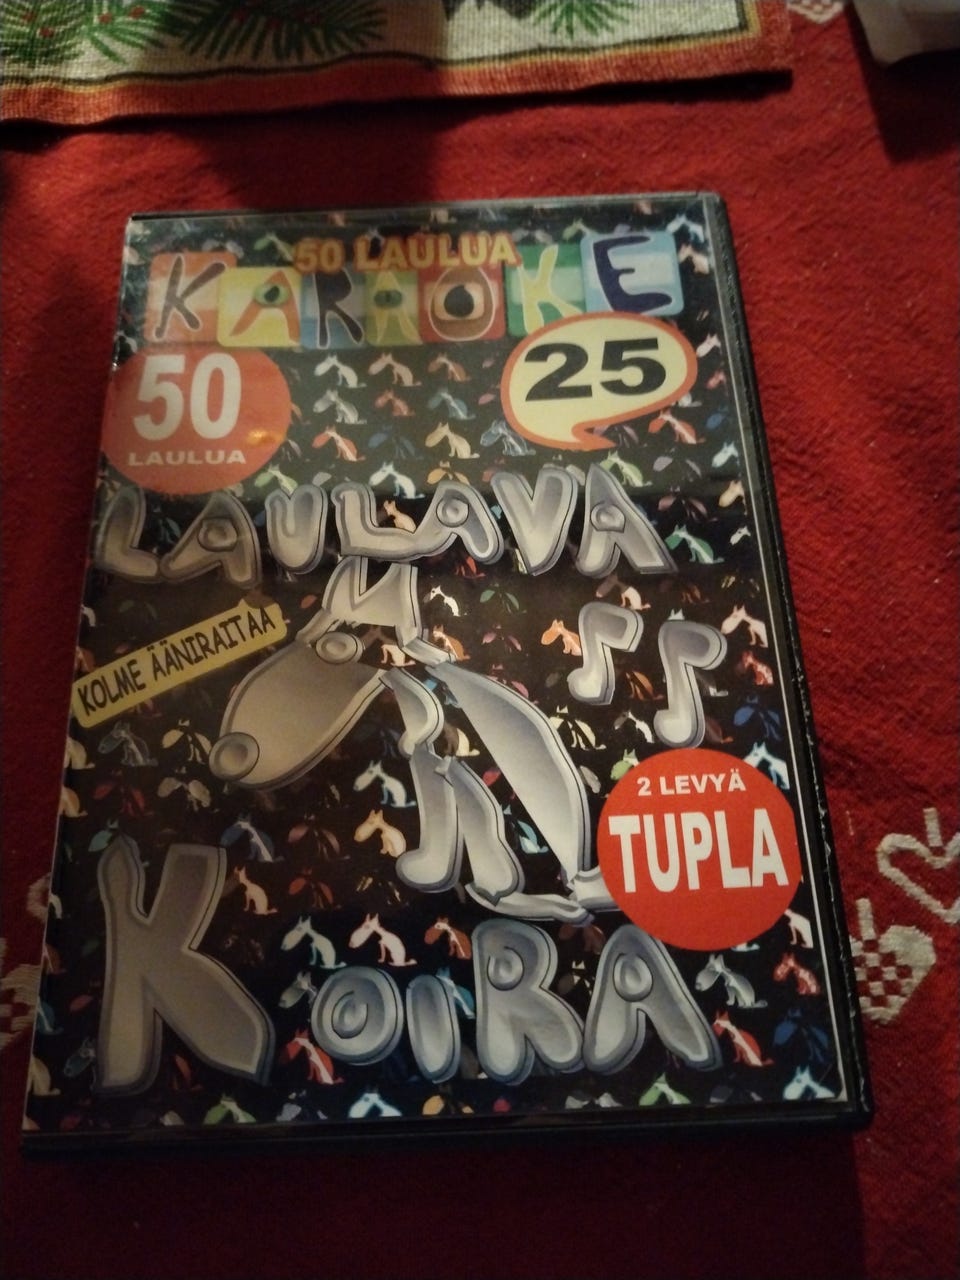 50 LAULUA
KARAOKE
25
50
LAULUA
LAULAVA
KOLME ÄÄNIRAITAA
2 LEVYÄ
TUPLA
KOIRA